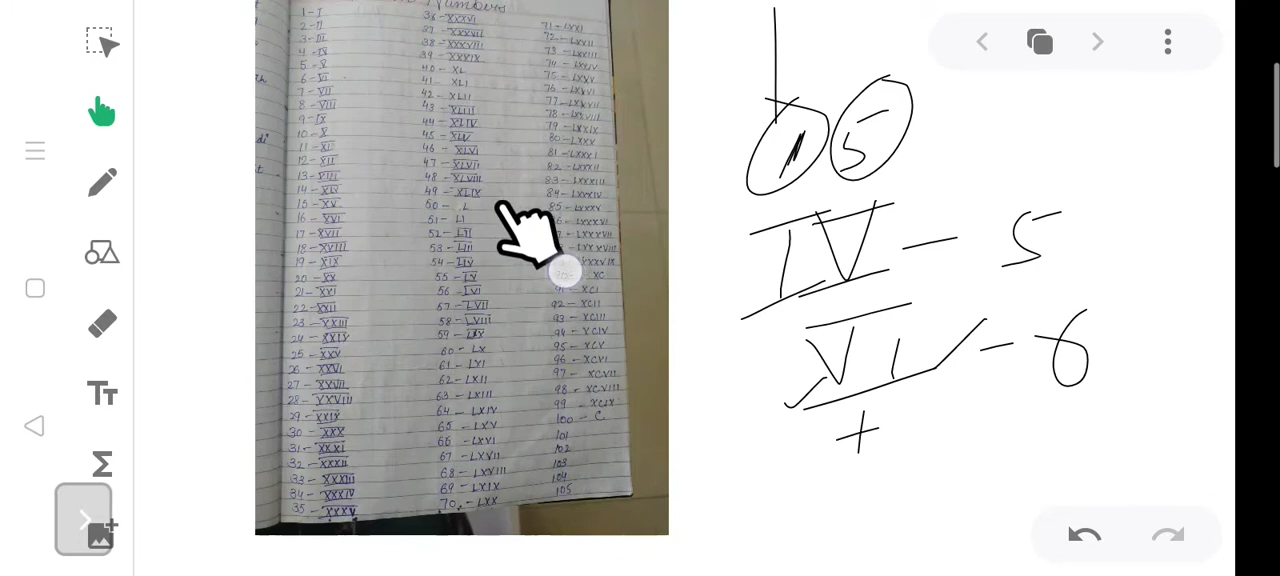 Numbers
1-I
2-II
3-III
4-IV
5-V
6-VI
7-VII
8-VIII
9-IX
10-X
11-XI
12-XII
13-XIII
14-XIV
15-XV
16-XVI
17-XVII
18-XVIII
19-XIX
20-XX
21-XXI
22-XXII
23-XXIII
24-XXIV
25-XXV
26-XXVI
27-XXVII
28-XXVIII
29-XXIX
30-XXX
31-XXXI
32-XXXII
33-XXXIII
34-XXXIV
35-XXXV
36-XXXVI
37-XXXVII
38-XXXVIII
39-XXXIX
40-XL
41-XLI
42-XLII
43-XLIII
44-XLIV
45-XLV
46-XLVI
47-XLVII
48-XLVIII
49-XLIX
50-L
51-LI
52-LII
53-LIII
54-LIV
55-LV
56-LVI
57-LVII
58-LVIII
59-LIX
60-LX
61-LXI
62-LXII
63-LXIII
64-LXIV
65-LXV
66-LXVI
67-LXVII
68-LXVIII
69-LXIX
70-LXX
71-LXXI
72-LXXII
73-LXXIII
74-LXXIV
75-LXXV
76-LXXVI
77-LXXVII
78-LXXVIII
79-LXXIX
80-LXXX
81-LXXXI
82-LXXXII
83-LXXXIII
84-LXXXIV
85-LXXXV
LXXXVI
LXXXVII
LXXXVIII
XC
XCI
92-XCII
93-XCIII
94-XCIV
95-XCV
96-XCVI
97-XCVII
98-XCVIII
99-XCIX
100-C
101
102
103
104
105
5
IV-5
VI-6
+
Tт
Σ